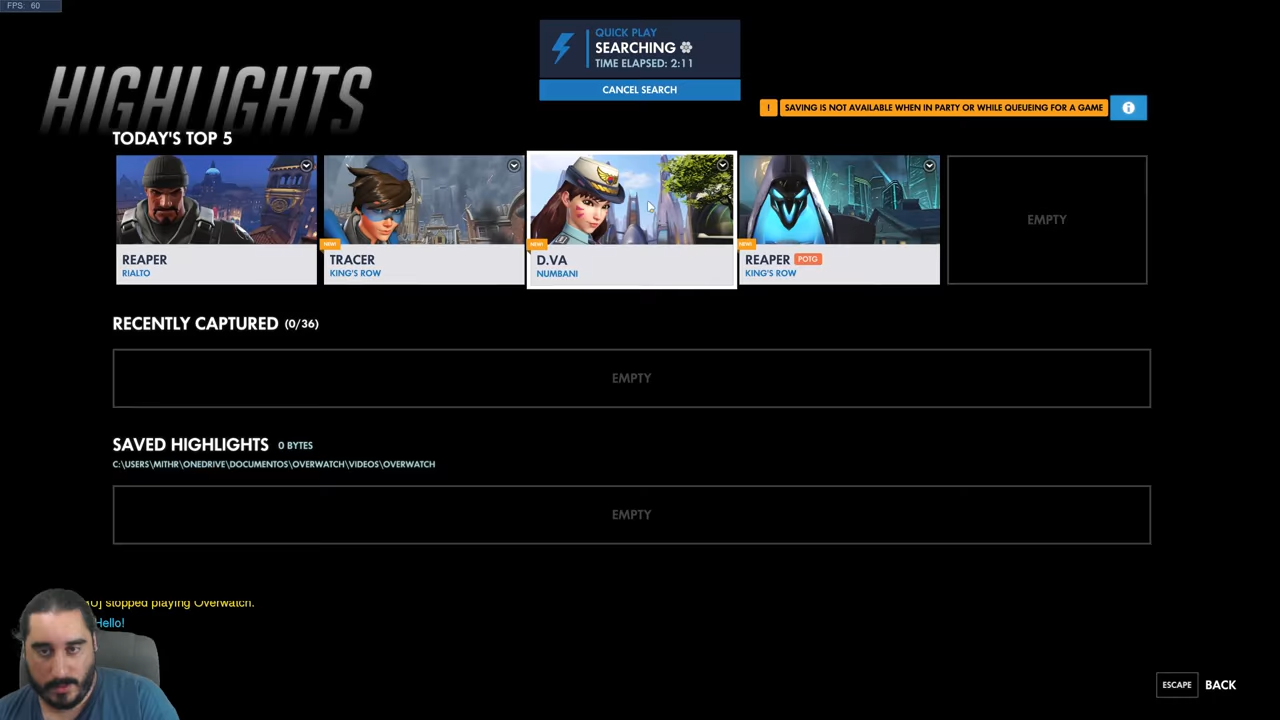 FPS: 60
QUICK PLAY
SEARCHING
TIME ELAPSED: 2:11
CANCEL SEARCH
HIGHLIGHTS
! SAVING IS NOT AVAILABLE WHEN IN PARTY OR WHILE QUEUEING FOR A GAME
TODAY'S TOP 5
REAPER
RIALTO
NEW!
TRACER
KING'S ROW
NEW!
D.VA
NUMBANI
NEW!
REAPER POTG
KING'S ROW
EMPTY
RECENTLY CAPTURED (0/36)
EMPTY
SAVED HIGHLIGHTS 0 BYTES
C:\USERS\MITHR\ONEDRIVE\DOCUMENTOS\OVERWATCH\VIDEOS\OVERWATCH
EMPTY
stopped playing Overwatch.
Hello!
ESCAPE BACK